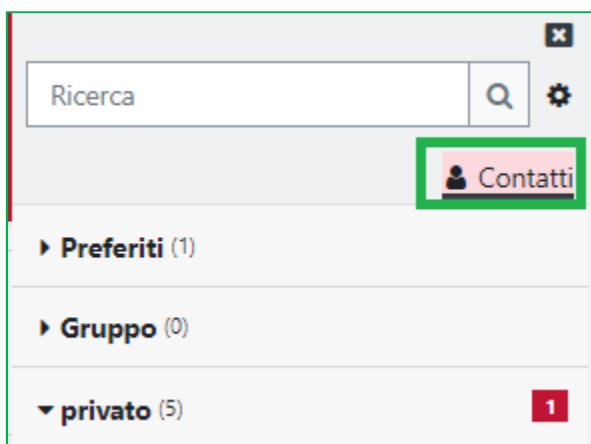 Ricerca
Contatti
Preferiti (1)
Gruppo (0)
privato (5) 1